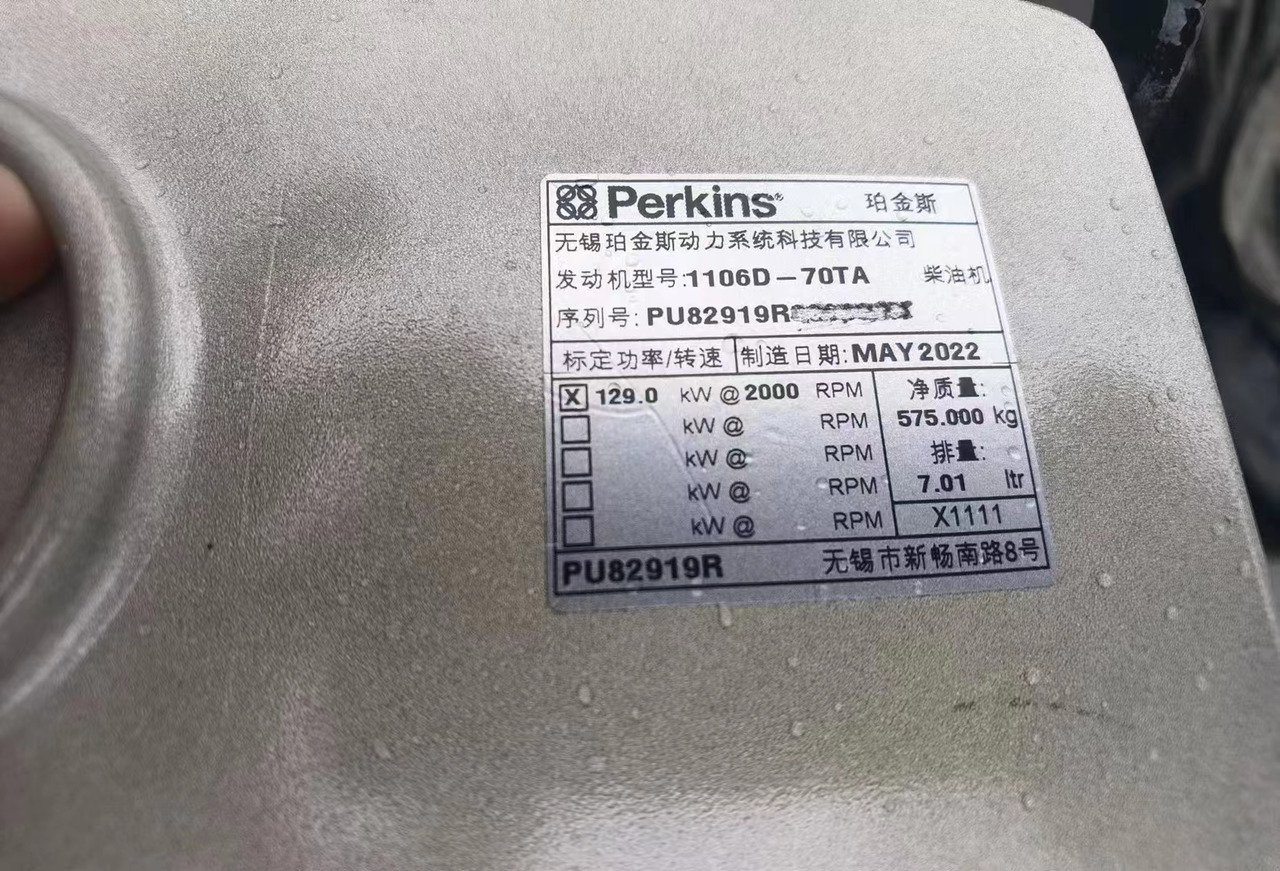 Perkins® 珀金斯
无锡珀金斯动力系统科技有限公司
发动机型号:1106D-70TA 柴油机
序列号: PU82919R
标定功率/转速 制造日期: MAY 2022
X 129.0 kW @ 2000 RPM 净质量:
kW @ RPM 575.000 kg
kW @ RPM 排量:
kW @ RPM 7.01 ltr
kW @ RPM X1111
PU82919R 无锡市新畅南路8号